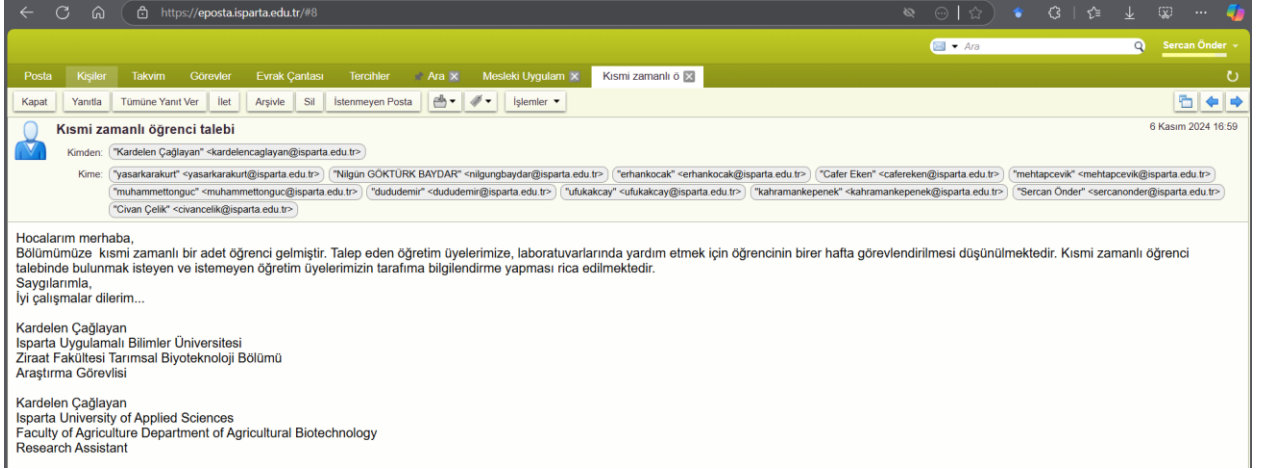 https://eposta.isparta.edu.tr/#8
Ara
Sercan Önder
Posta Kişiler Takvim Görevler Evrak Çantası Tercihler Ara Mesleki Uygulam Kısmi zamanlı ö
Kapat Yanıtla Tümüne Yanıt Ver İlet Arşivle Sil İstenmeyen Posta İşlemler
Kısmi zamanlı öğrenci talebi
6 Kasım 2024 16:59
Kimden: "Kardelen Çağlayan" <kardelencaglayan@isparta.edu.tr>
Kime: "yasarkarakurt" <yasarkarakurt@isparta.edu.tr> "Nilgün GÖKTÜRK BAYDAR" <nilgungbaydar@isparta.edu.tr> "erhankocak" <erhankocak@isparta.edu.tr> "Cafer Eken" <cafereken@isparta.edu.tr> "mehtapcevik" <mehtapcevik@isparta.edu.tr>
"muhammettonguc" <muhammettonguc@isparta.edu.tr> "dududemir" <dududemir@isparta.edu.tr> "ufukakcay" <ufukakcay@isparta.edu.tr> "kahramankepenek" <kahramankepenek@isparta.edu.tr> "Sercan Önder" <sercanonder@isparta.edu.tr>
"Civan Çelik" <civancelik@isparta.edu.tr>
Hocalarım merhaba,
Bölümümüze kısmi zamanlı bir adet öğrenci gelmiştir. Talep eden öğretim üyelerimize, laboratuvarlarında yardım etmek için öğrencinin birer hafta görevlendirilmesi düşünülmektedir. Kısmi zamanlı öğrenci
talebinde bulunmak isteyen ve istemeyen öğretim üyelerimizin tarafıma bilgilendirme yapması rica edilmektedir.
Saygılarımla,
İyi çalışmalar dilerim...
Kardelen Çağlayan
Isparta Uygulamalı Bilimler Üniversitesi
Ziraat Fakültesi Tarımsal Biyoteknoloji Bölümü
Araştırma Görevlisi
Kardelen Çağlayan
Isparta University of Applied Sciences
Faculty of Agriculture Department of Agricultural Biotechnology
Research Assistant